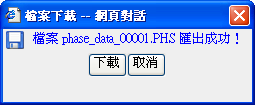 檔案下載 -- 網頁對話
檔案 phase_data_00001.PHS 匯出成功！
下載 取消